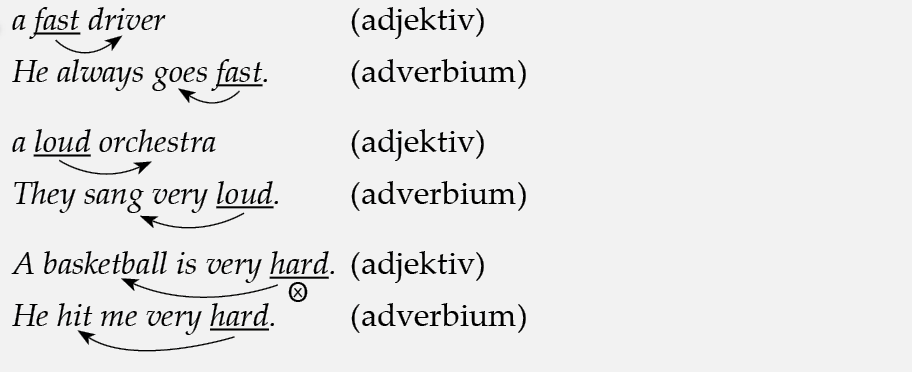 a fast driver (adjektiv)
He always goes fast. (adverbium)
a loud orchestra (adjektiv)
They sang very loud. (adverbium)
A basketball is very hard. (adjektiv)
ⓧ
He hit me very hard. (adverbium)